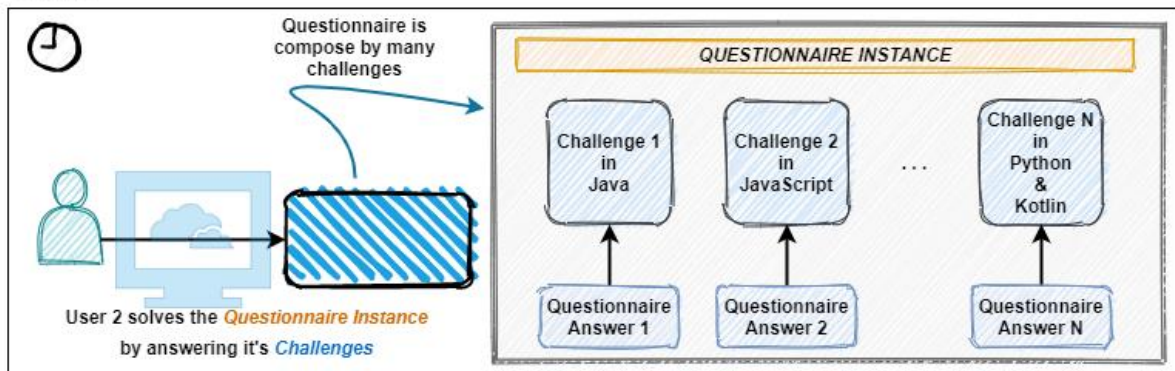 Questionnaire is
compose by many
challenges
QUESTIONNAIRE INSTANCE
Challenge 1
in
Java
Challenge 2
in
JavaScript
...
Challenge N
in
Python
&
Kotlin
Questionnaire
Answer 1
Questionnaire
Answer 2
Questionnaire
Answer N
User 2 solves the Questionnaire Instance
by answering it's Challenges